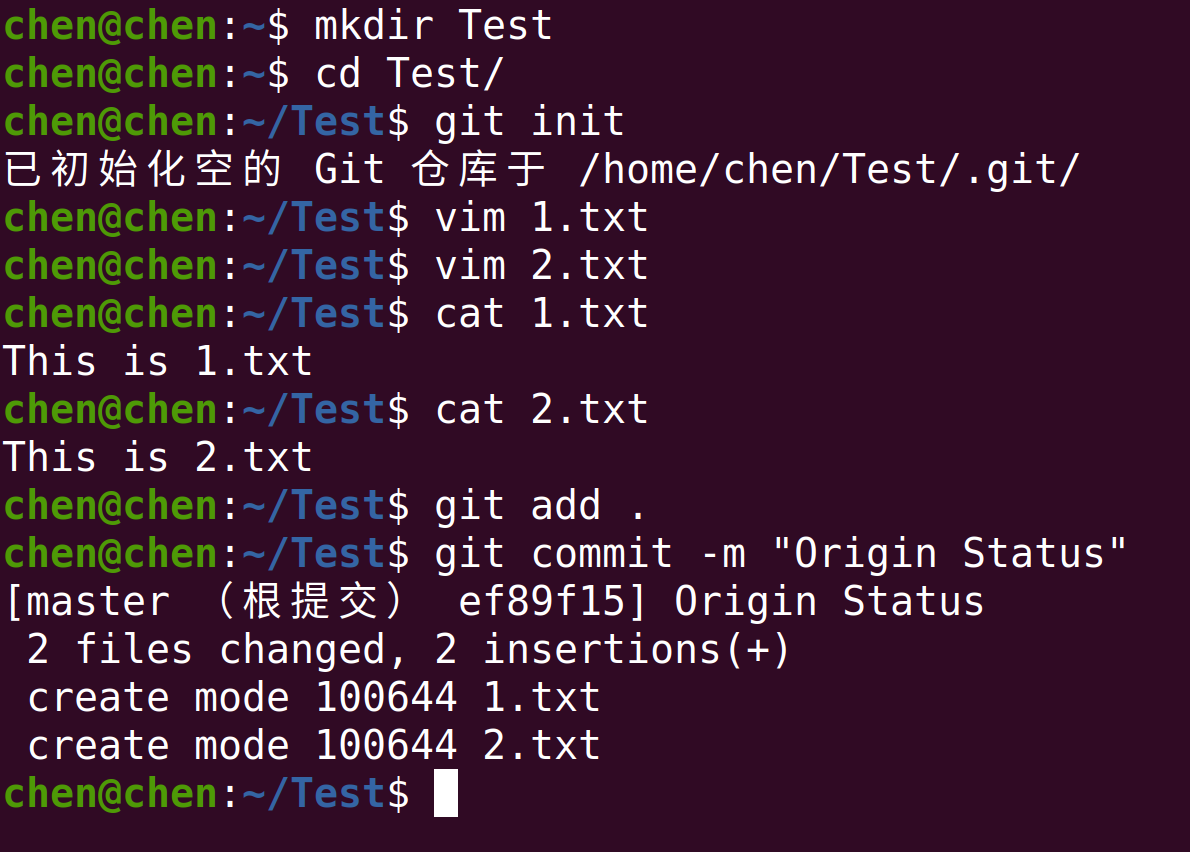 chen@chen:~$ mkdir Test
chen@chen:~$ cd Test/
chen@chen:~/Test$ git init
已初始化空的 Git 仓库于 /home/chen/Test/.git/
chen@chen:~/Test$ vim 1.txt
chen@chen:~/Test$ vim 2.txt
chen@chen:~/Test$ cat 1.txt
This is 1.txt
chen@chen:~/Test$ cat 2.txt
This is 2.txt
chen@chen:~/Test$ git add .
chen@chen:~/Test$ git commit -m "Origin Status"
[master （根提交） ef89f15] Origin Status
 2 files changed, 2 insertions(+)
 create mode 100644 1.txt
 create mode 100644 2.txt
chen@chen:~/Test$